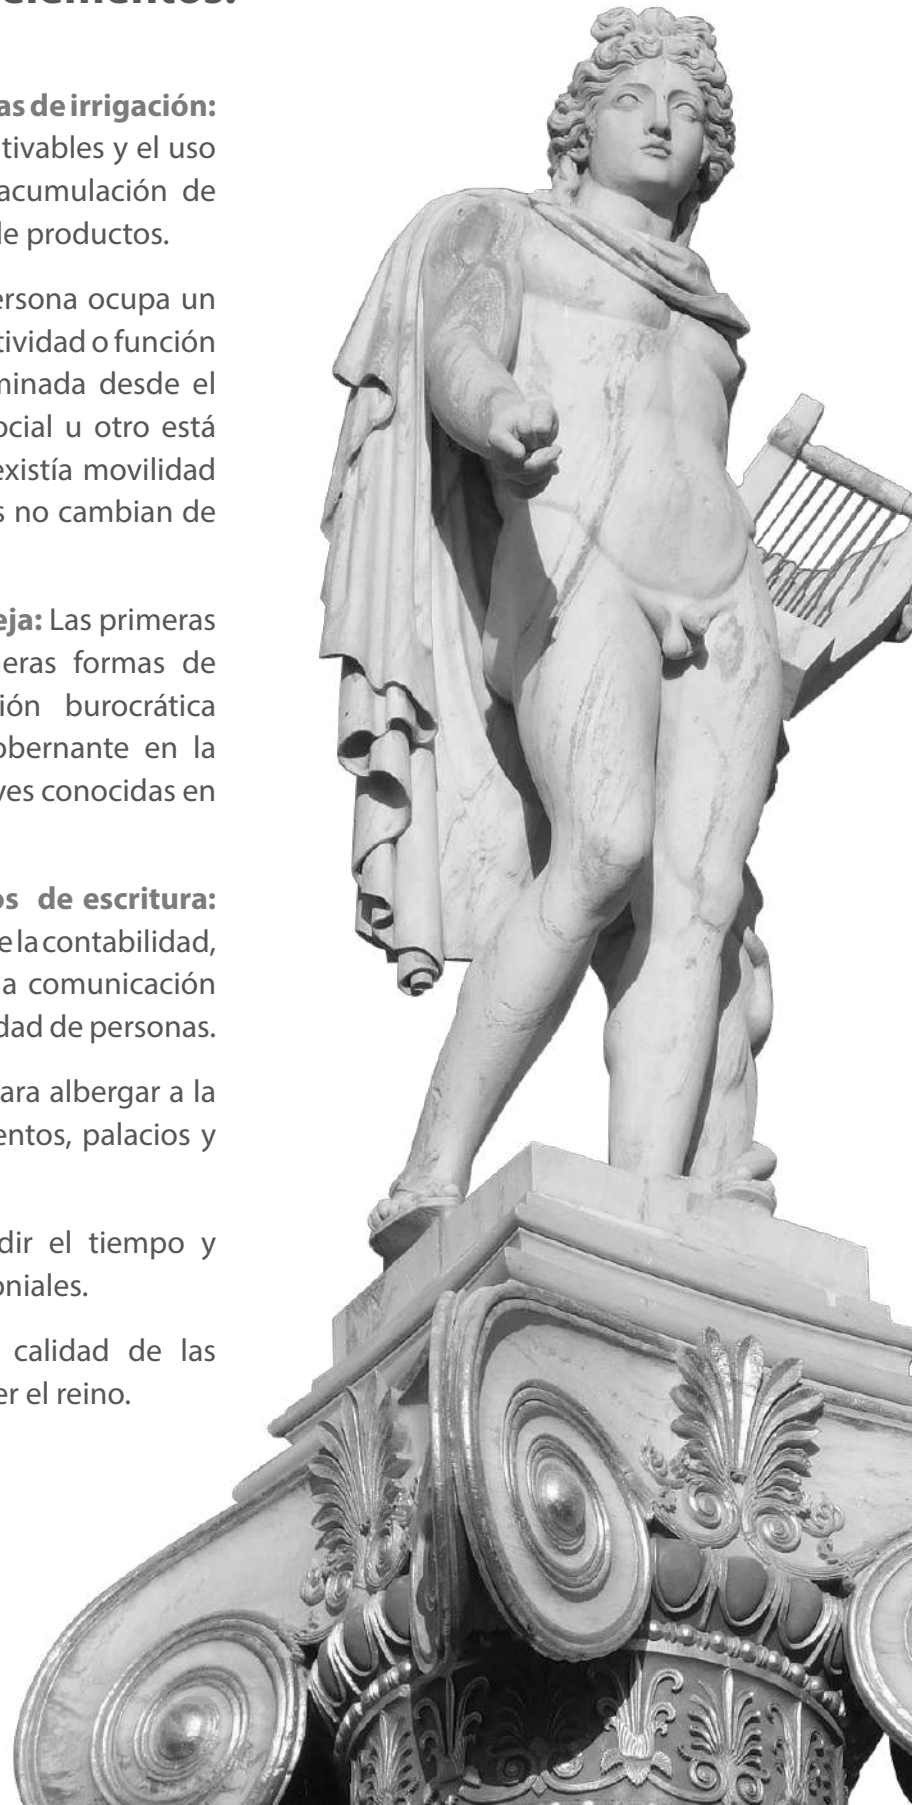 elementos:
as de irrigación:
tivables y el uso
acumulación de
de productos.
ersona ocupa un
tividad o función
minada desde el
ocial u otro está
existía movilidad
s no cambian de
eja: Las primeras
neras formas de
ión burocrática
obernante en la
yes conocidas en
os de escritura:
e la contabilidad,
a comunicación
dad de personas.
ara albergar a la
entos, palacios y
dir el tiempo y
oniales.
calidad de las
er el reino.